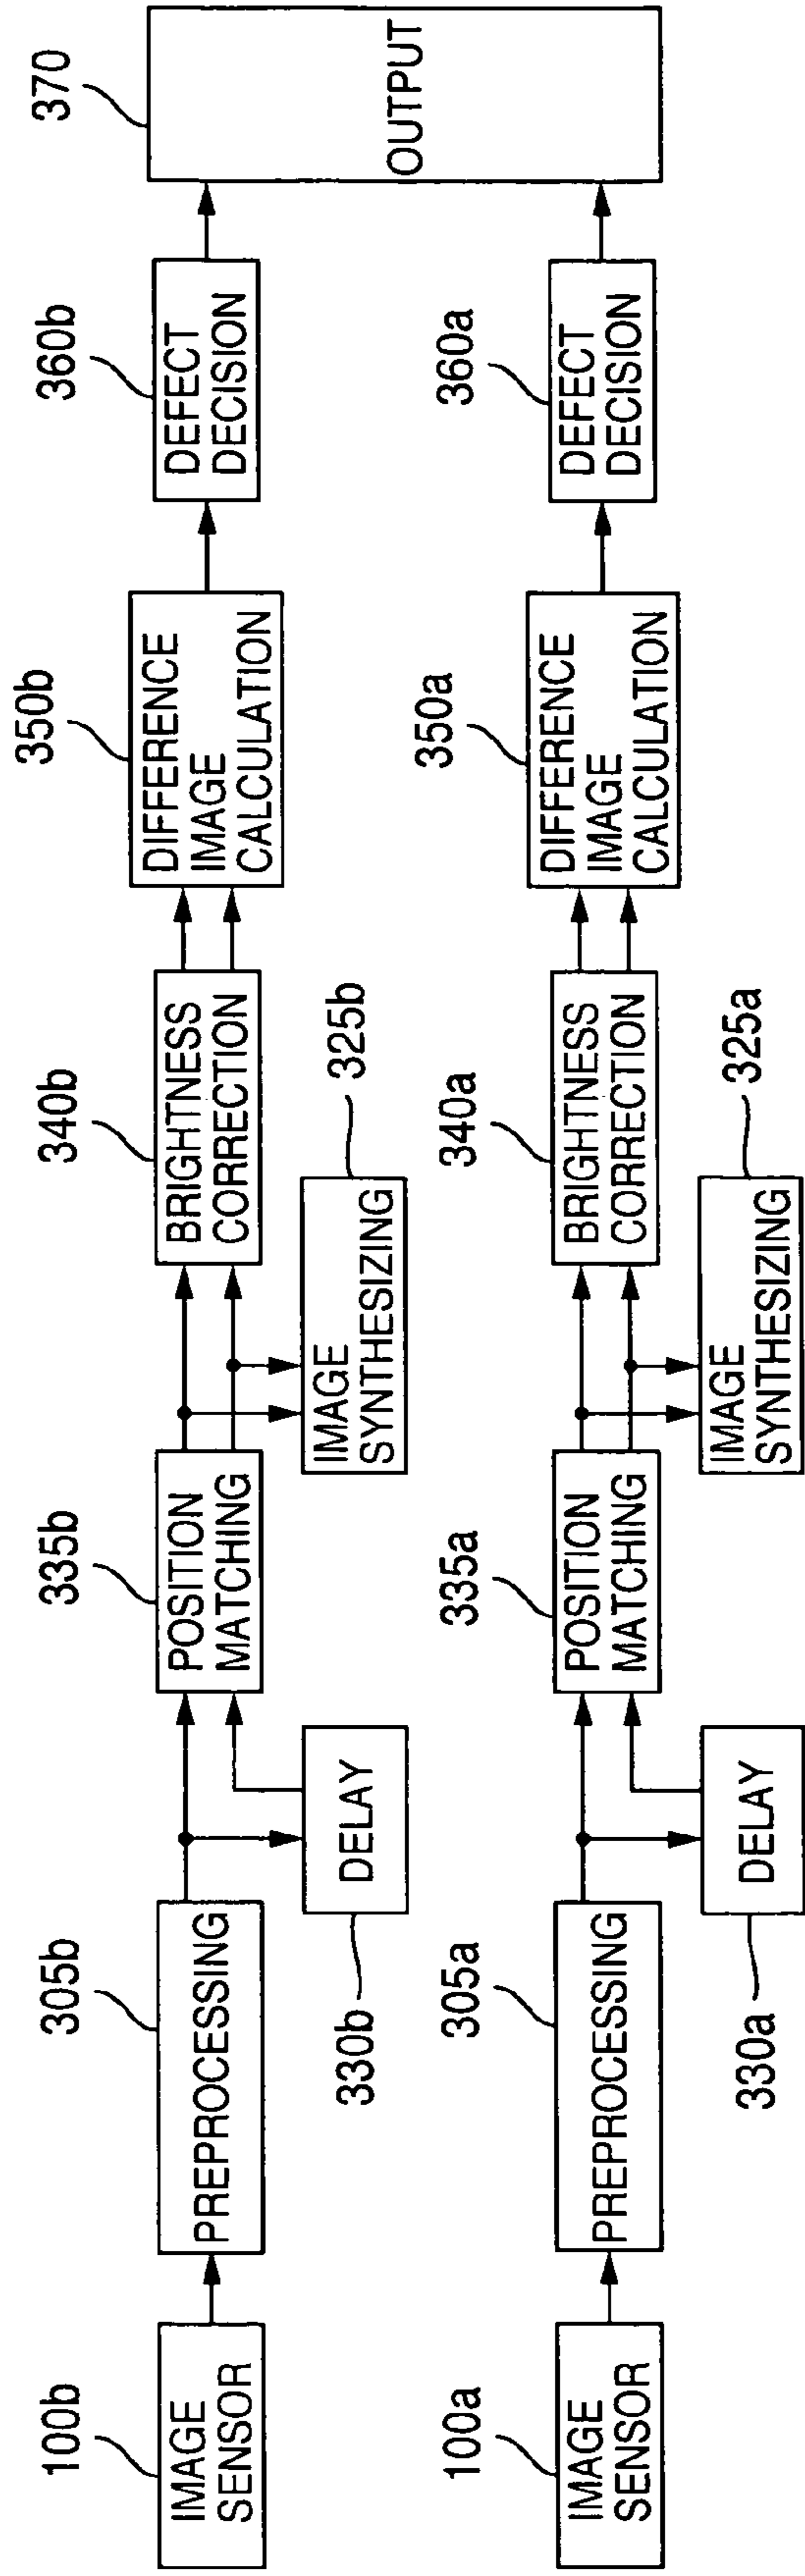 100b
IMAGE
SENSOR
305b
PREPROCESSING
330b
DELAY
335b
POSITION
MATCHING
325b
IMAGE
SYNTHESIZING
340b
BRIGHTNESS
CORRECTION
350b
DIFFERENCE
IMAGE
CALCULATION
360b
DEFECT
DECISION
370
OUTPUT
100a
IMAGE
SENSOR
305a
PREPROCESSING
330a
DELAY
335a
POSITION
MATCHING
325a
IMAGE
SYNTHESIZING
340a
BRIGHTNESS
CORRECTION
350a
DIFFERENCE
IMAGE
CALCULATION
360a
DEFECT
DECISION